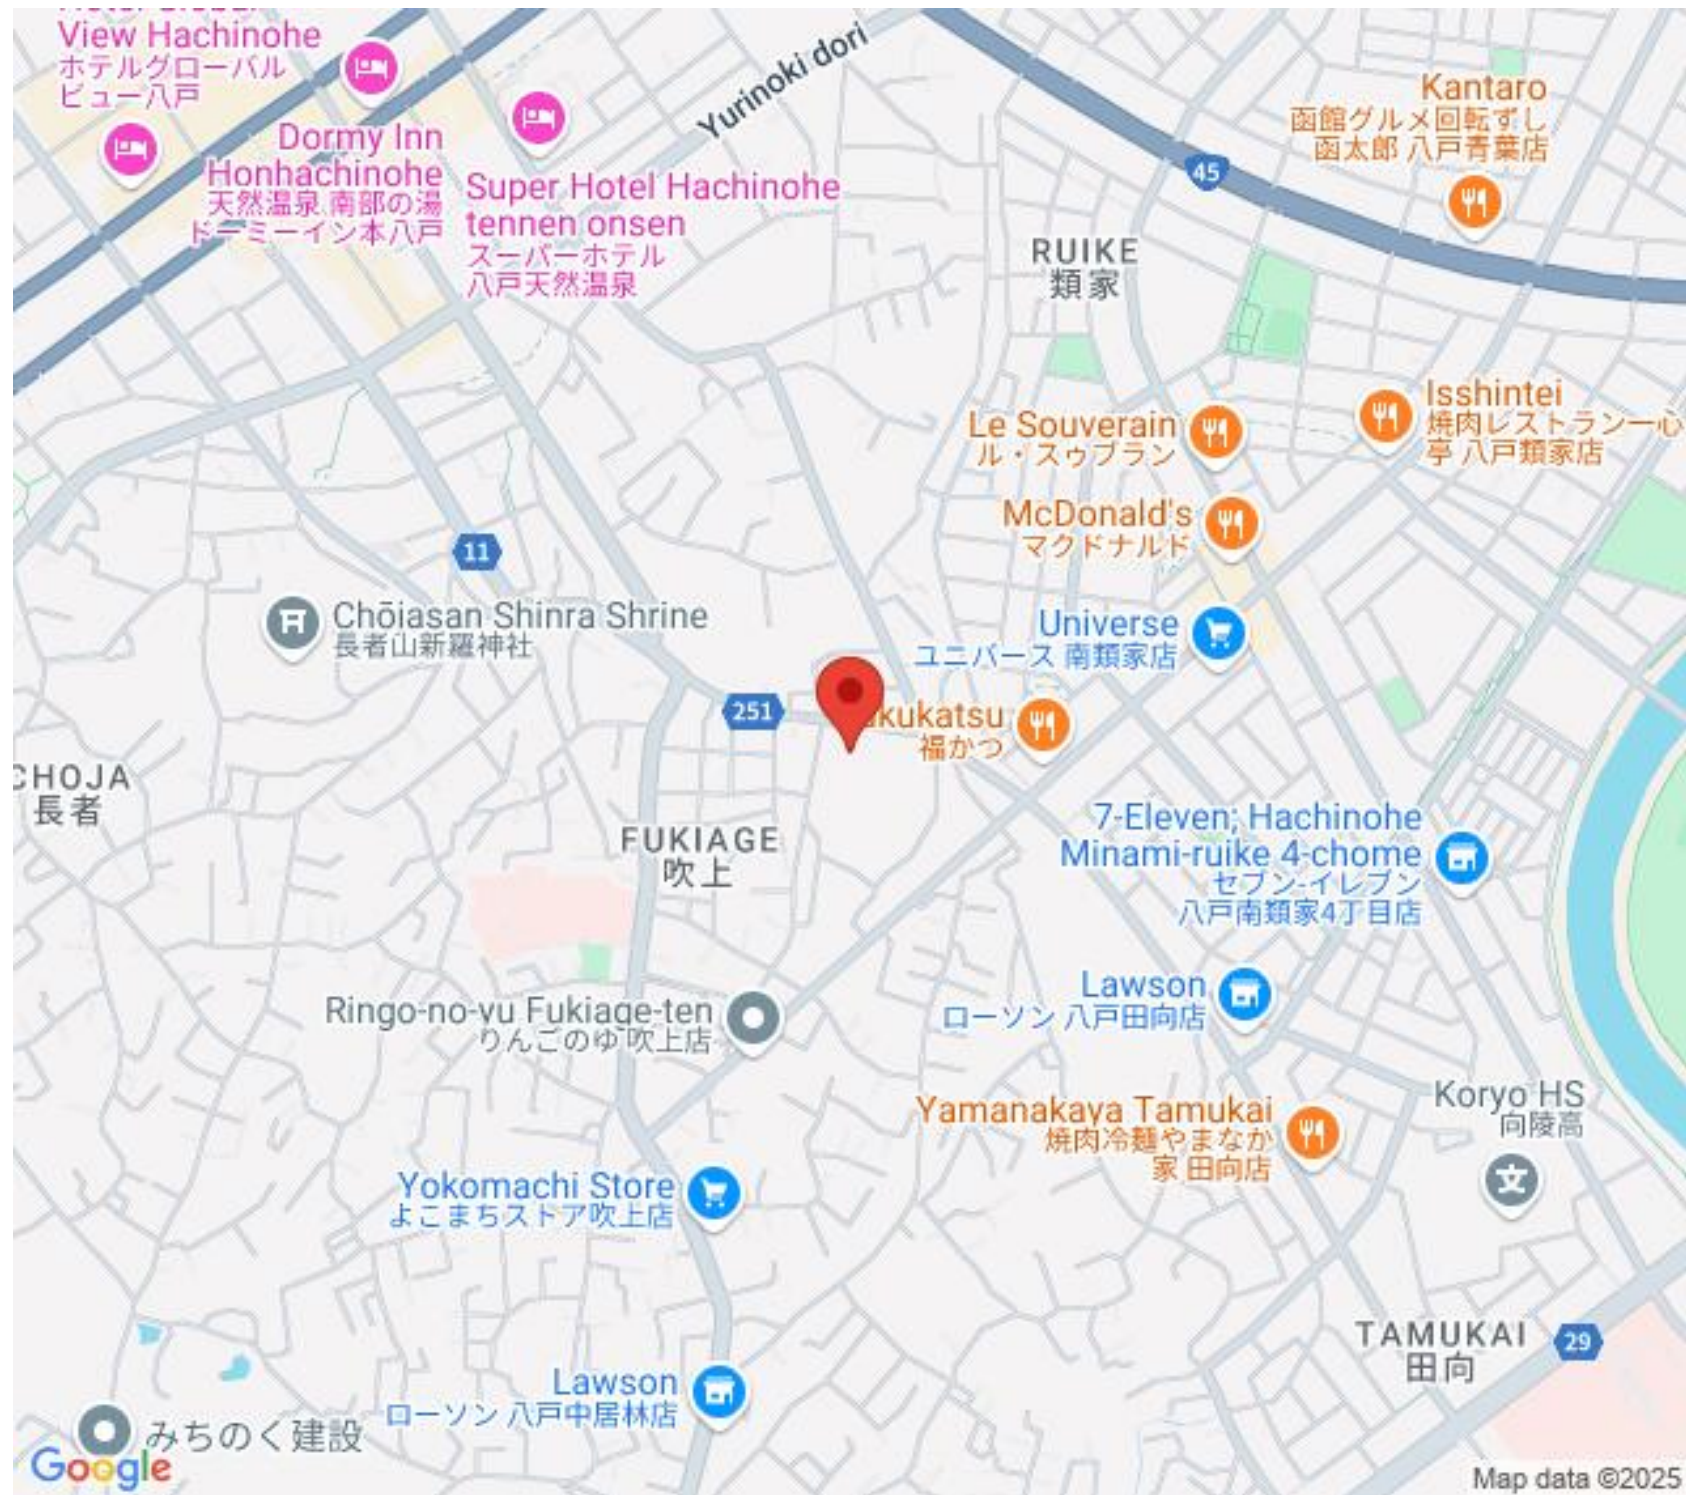 View Hachinohe
ホテルグローバル
ビュー八戸
Dormy Inn
Honhachinohe
天然温泉 南部の湯
ドーミーイン本八戸
Super Hotel Hachinohe
tennen onsen
スーパーホテル
八戸天然温泉
Yurinoki dori
45
Kantaro
函館グルメ回転ずし
函太郎 八戸青葉店
RUIKE
類家
Isshintei
焼肉レストラン一心
亭 八戸類家店
Le Souverain
ル・スゥブラン
McDonald's
マクドナルド
11
Chōjasan Shinra Shrine
長者山新羅神社
Universe
ユニバース 南類家店
251
ukukatsu
福かつ
CHOJA
長者
FUKIAGE
吹上
7-Eleven; Hachinohe
Minami-ruike 4-chome
セブン-イレブン
八戸南類家4丁目店
Ringo-no-yu Fukiage-ten
りんごのゆ 吹上店
Lawson
ローソン 八戸田向店
Koryo HS
向陵高
Yamanakaya Tamukai
焼肉冷麺やまなか
家 田向店
Yokomachi Store
よこまちストア吹上店
TAMUKAI
田向
29
Lawson
ローソン 八戸中居林店
みちのく建設
Google
Map data ©2025